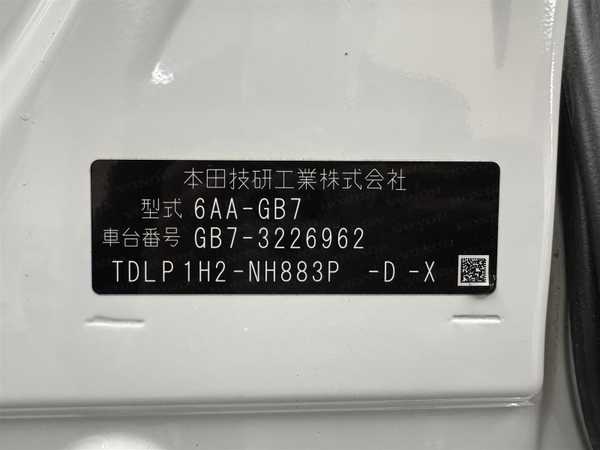 本田技研工業株式会社
型式 6AA-GB7
車台番号 GB7-3226962
TDLP1H2-NH883P -D -X